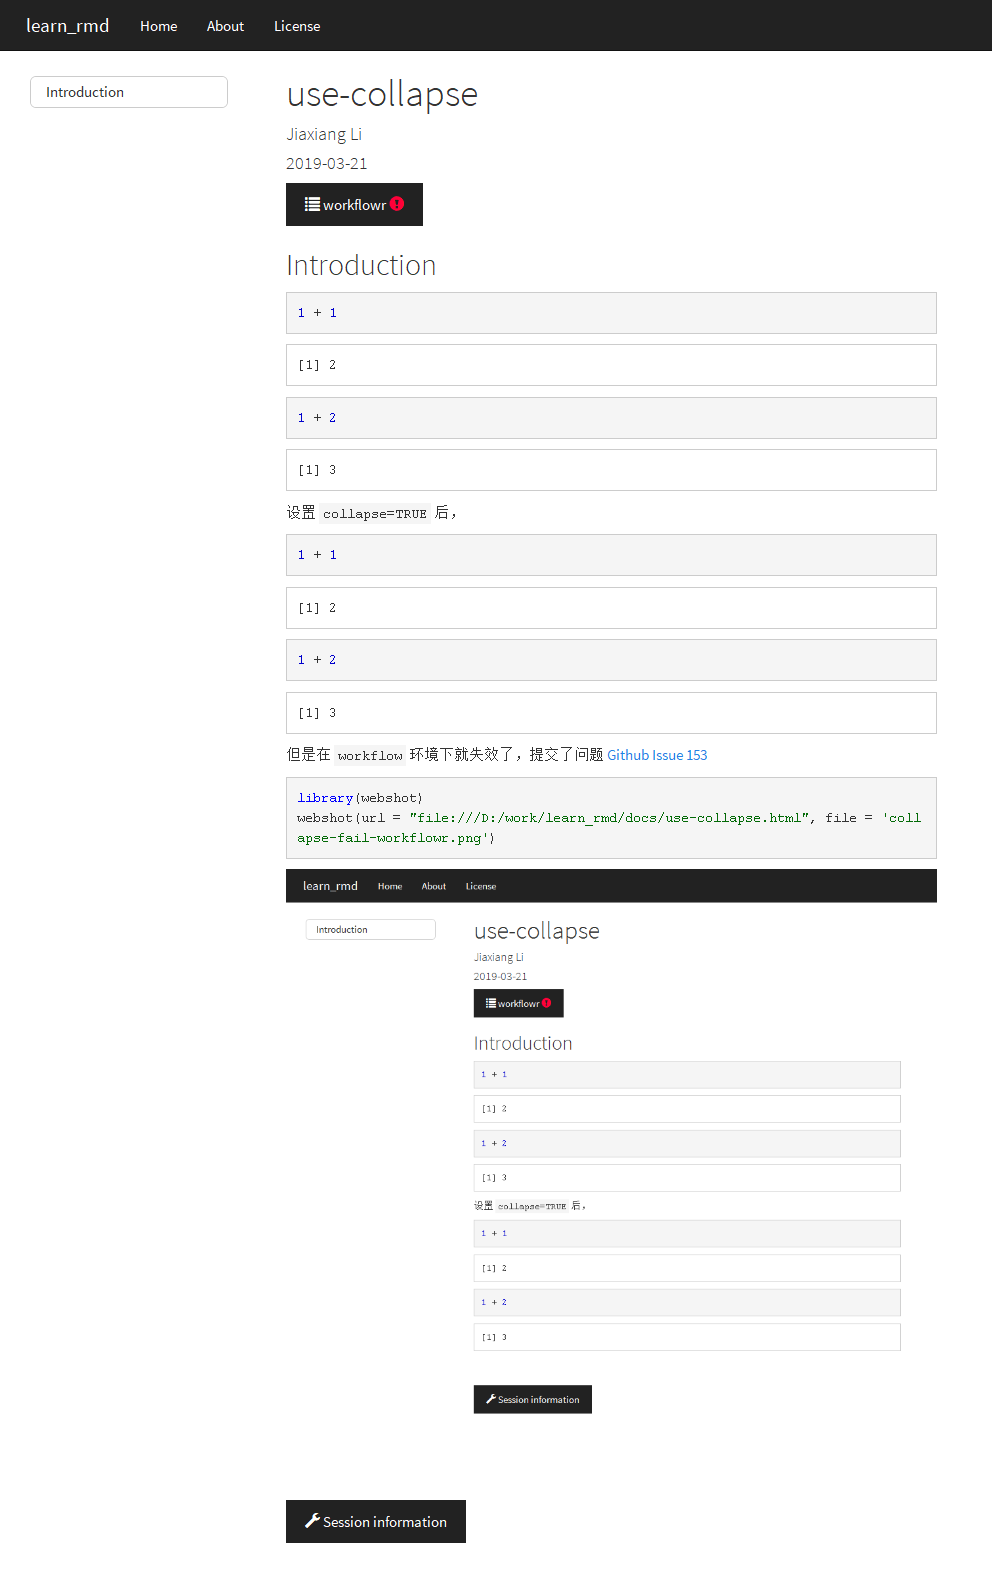 learn_rmd Home About License
Introduction
use-collapse
Jiaxiang Li
2019-03-21
workflowr
Introduction
1 + 1
[1] 2
1 + 2
[1] 3
设置 collapse=TRUE 后，
1 + 1
[1] 2
1 + 2
[1] 3
但是在 workflow 环境下就失效了，提交了问题 Github Issue 153
library(webshot)
webshot(url = "file:///D:/work/learn_rmd/docs/use-collapse.html", file = 'coll
apse-fail-workflowr.png')
learn_rmd Home About License
Introduction
use-collapse
Jiaxiang Li
2019-03-21
workflowr
Introduction
1 + 1
[1] 2
1 + 2
[1] 3
设置 collapse=TRUE 后，
1 + 1
[1] 2
1 + 2
[1] 3
Session information
Session information